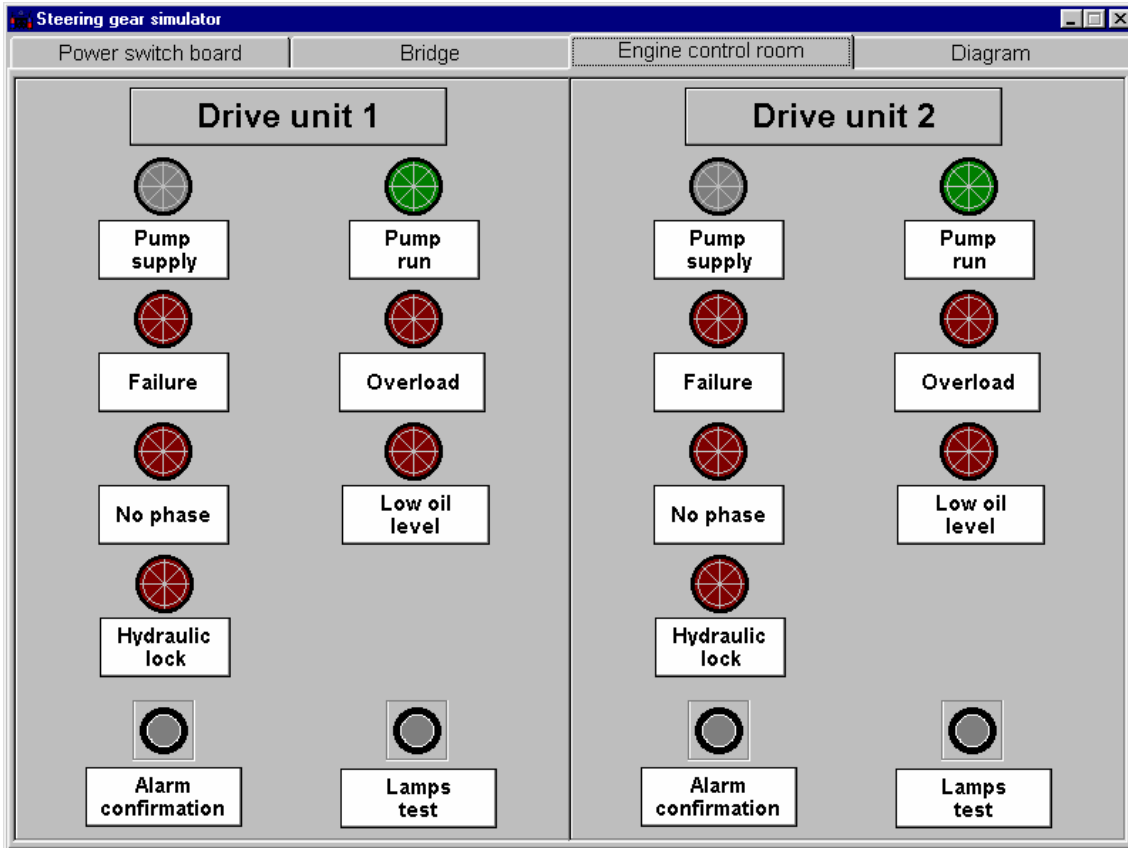 Steering gear simulator
Power switch board
Bridge
Engine control room
Diagram
Drive unit 1
Pump
supply
Pump
run
Failure
Overload
No phase
Low oil
level
Hydraulic
lock
Alarm
confirmation
Lamps
test
Drive unit 2
Pump
supply
Pump
run
Failure
Overload
No phase
Low oil
level
Hydraulic
lock
Alarm
confirmation
Lamps
test